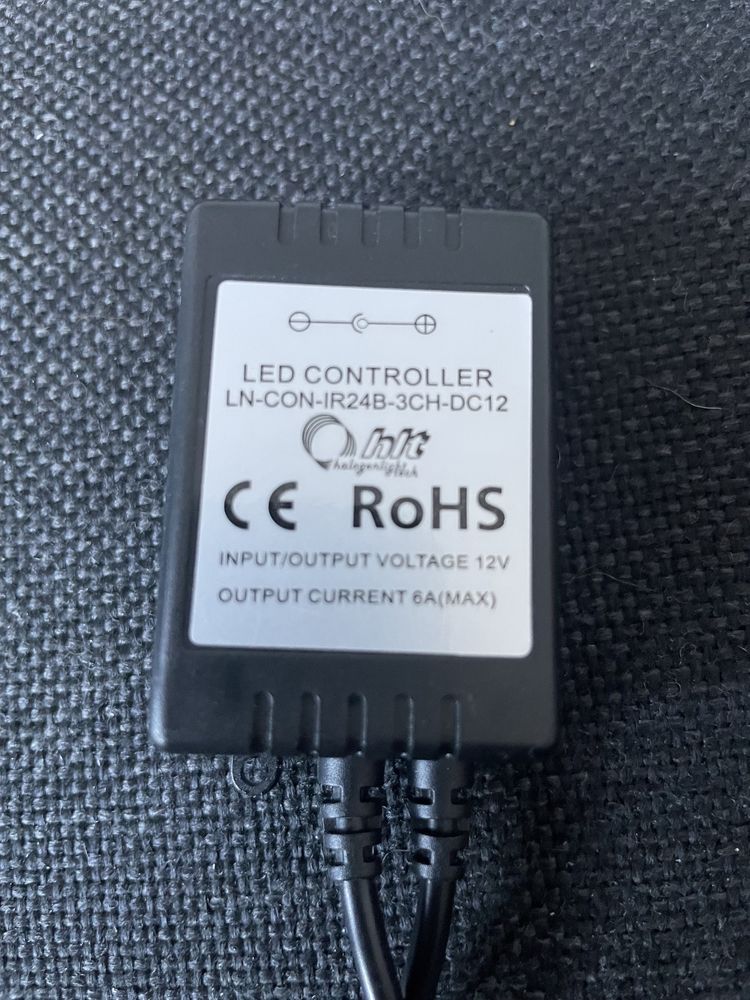 LED CONTROLLER
LN-CON-IR24B-3CH-DC12
hlt
halogenlight
CE RoHS
INPUT/OUTPUT VOLTAGE 12V
OUTPUT CURRENT 6A(MAX)